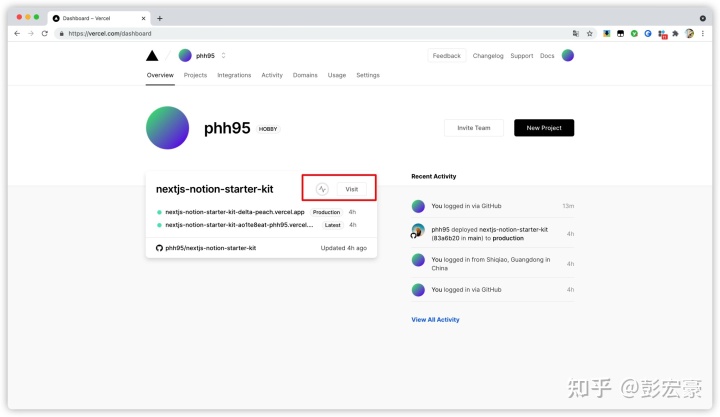 Dashboard – Vercel
https://vercel.com/dashboard
phh95
Feedback
Changelog
Support
Docs
Overview
Projects
Integrations
Activity
Domains
Usage
Settings
phh95
HOBBY
Invite Team
New Project
nextjs-notion-starter-kit
Visit
nextjs-notion-starter-kit-delta-peach.vercel.app
Production
4h
nextjs-notion-starter-kit-ao11e8eat-phh95.vercel....
Latest
4h
phh95/nextjs-notion-starter-kit
Updated 4h ago
Recent Activity
You logged in via GitHub
13m
phh95 deployed nextjs-notion-starter-kit
(83a6b20 in main) to production
4h
You logged in from Shiqiao, Guangdong in
China
4h
You logged in via GitHub
4h
View All Activity
知乎 @彭宏豪